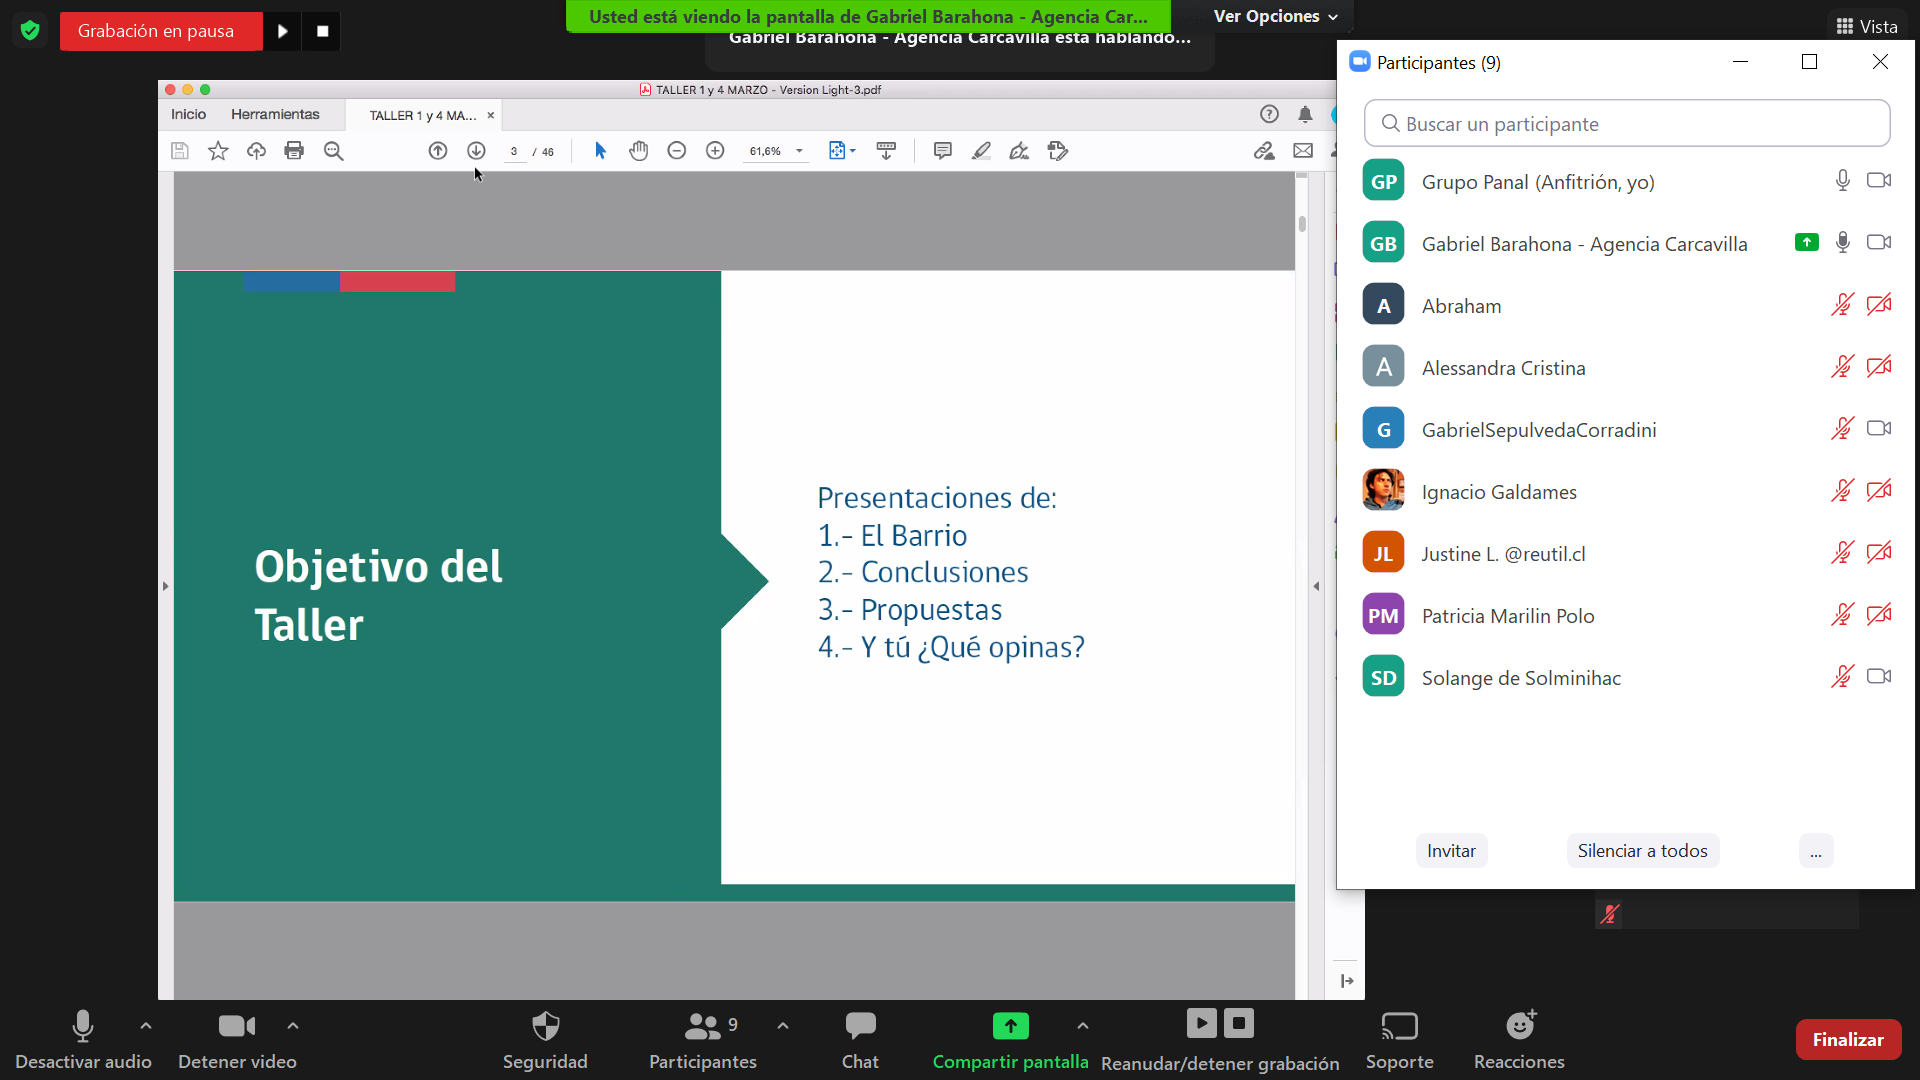 Grabación en pausa
Usted está viendo la pantalla de Gabriel Barahona - Agencia Car...
Ver Opciones
Gabriel Barahona - Agencia Carcavilla está hablando...
Vista
TALLER 1 y 4 MARZO - Version Light-3.pdf
Inicio
Herramientas
TALLER 1 y 4 MA...
3 / 46
61,6%
Objetivo del
Taller
Presentaciones de:
1.- El Barrio
2.- Conclusiones
3.- Propuestas
4.- Y tú ¿Qué opinas?
Participantes (9)
Buscar un participante
GP Grupo Panal (Anfitrión, yo)
GB Gabriel Barahona - Agencia Carcavilla
A Abraham
A Alessandra Cristina
G GabrielSepulvedaCorradini
Ignacio Galdames
JL Justine L. @reutil.cl
PM Patricia Marilin Polo
SD Solange de Solminihac
Invitar
Silenciar a todos
...
Desactivar audio
Detener video
Seguridad
9
Participantes
Chat
Compartir pantalla
Reanudar/detener grabación
Soporte
Reacciones
Finalizar